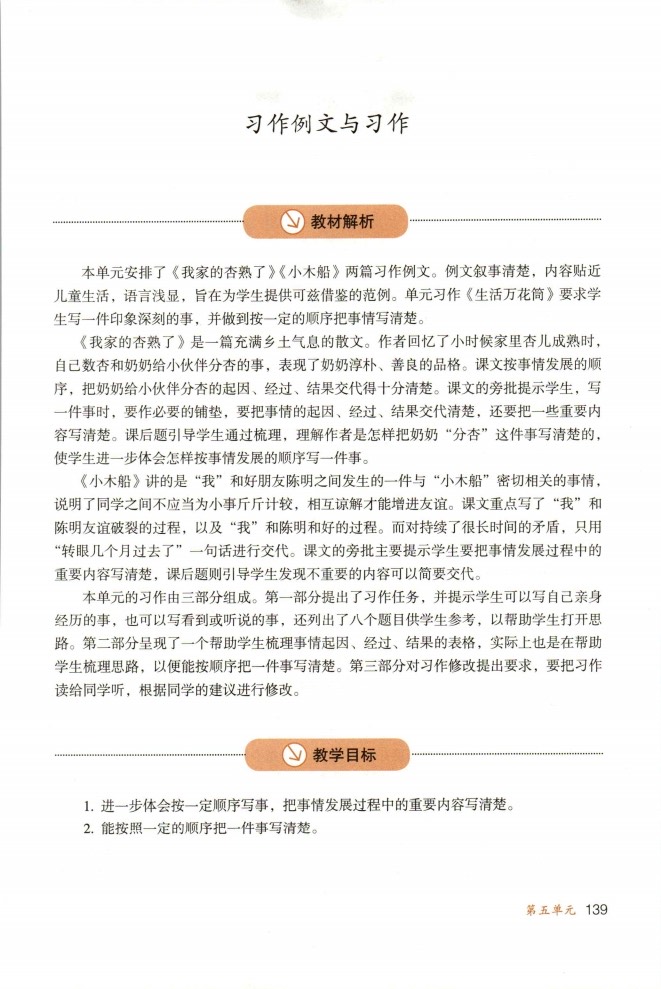 习作例文与习作
教材解析
本单元安排了《我家的杏熟了》《小木船》两篇习作例文。例文叙事清楚，内容贴近
儿童生活，语言浅显，旨在为学生提供可兹借鉴的范例。单元习作《生活万花筒》要求学
生写一件印象深刻的事，并做到按一定的顺序把事情写清楚。
《我家的杏熟了》是一篇充满乡土气息的散文。作者回忆了小时候家里杏儿成熟时，
自己数杏和奶奶给小伙伴分杏的事，表现了奶奶淳朴、善良的品格。课文按事情发展的顺
序，把奶奶给小伙伴分杏的起因、经过、结果交代得十分清楚。课文的旁批提示学生，写
一件事时，要作必要的铺垫，要把事情的起因、经过、结果交代清楚，还要把一些重要内
容写清楚。课后题引导学生通过梳理，理解作者是怎样把奶奶“分杏”这件事写清楚的，
使学生进一步体会怎样按事情发展的顺序写一件事。
《小木船》讲的是“我”和好朋友陈明之间发生的一件与“小木船”密切相关的事情，
说明了同学之间不应当为小事斤斤计较，相互谅解才能增进友谊。课文重点写了“我”和
陈明友谊破裂的过程，以及“我”和陈明和好的过程。而对持续了很长时间的矛盾，只用
“转眼几个月过去了”一句话进行交代。课文的旁批主要提示学生要把事情发展过程中的
重要内容写清楚，课后题则引导学生发现不重要的内容可以简要交代。
本单元的习作由三部分组成。第一部分提出了习作任务，并提示学生可以写自己亲身
经历的事，也可以写看到或听说的事，还列出了八个题目供学生参考，以帮助学生打开思
路。第二部分呈现了一个帮助学生梳理事情起因、经过、结果的表格，实际上也是在帮助
学生梳理思路，以便能按顺序把一件事写清楚。第三部分对习作修改提出要求，要把习作
读给同学听，根据同学的建议进行修改。
教学目标
1. 进一步体会按一定顺序写事，把事情发展过程中的重要内容写清楚。
2. 能按照一定的顺序把一件事写清楚。
第五单元 139